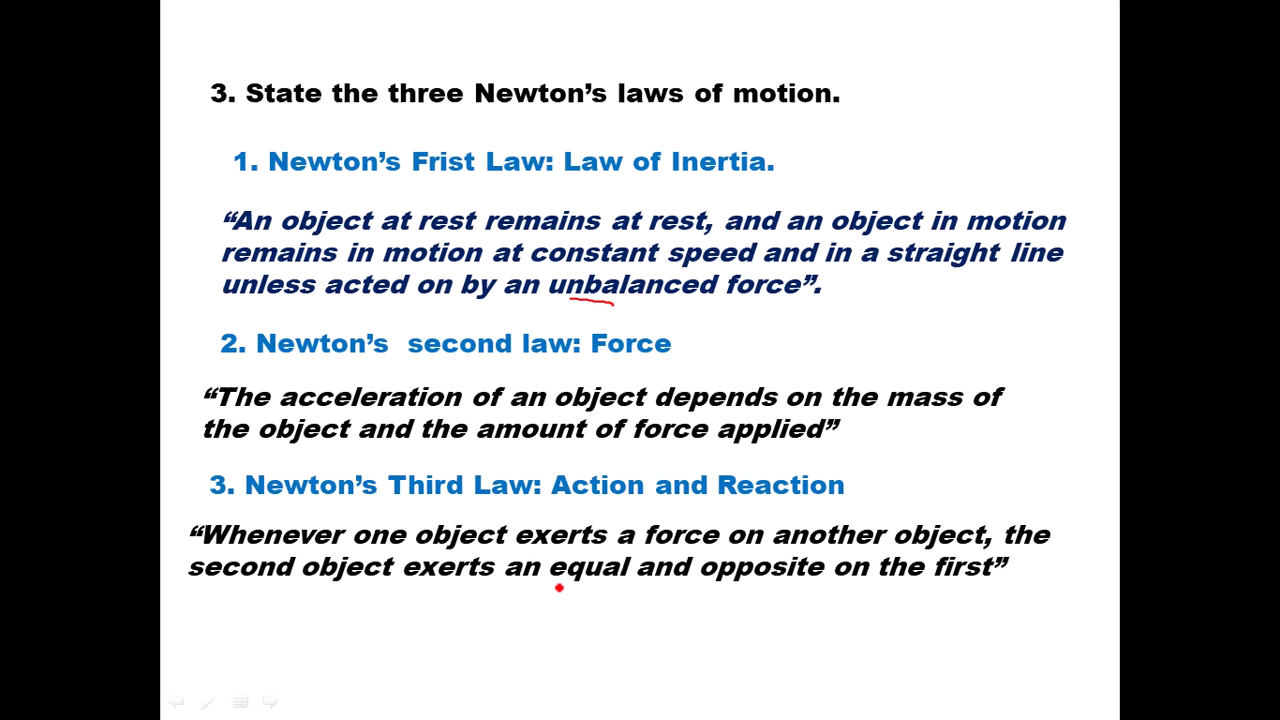 3. State the three Newton’s laws of motion.
1. Newton’s Frist Law: Law of Inertia.
“An object at rest remains at rest, and an object in motion
remains in motion at constant speed and in a straight line
unless acted on by an unbalanced force”.
2. Newton’s  second law: Force
“The acceleration of an object depends on the mass of
the object and the amount of force applied”
3. Newton’s Third Law: Action and Reaction
“Whenever one object exerts a force on another object, the
second object exerts an equal and opposite on the first”